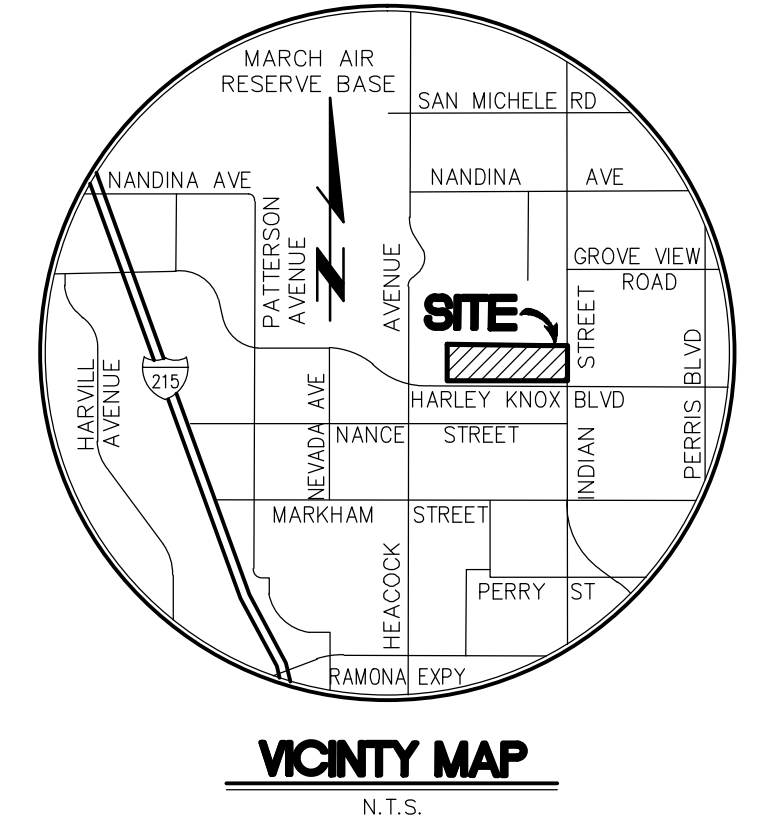 MARCH AIR
RESERVE BASE
SAN MICHELE RD
NANDINA AVE
NANDINA AVE
PATTERSON
AVENUE
N
AVENUE
GROVE VIEW
ROAD
SITE
STREET
215
HARVILL
AVENUE
PERRIS BLVD
NEVADA AVE
HARLEY KNOX BLVD
NANCE STREET
INDIAN
MARKHAM STREET
HEACOCK
PERRY ST
RAMONA EXPY
VICINTY MAP
N.T.S.